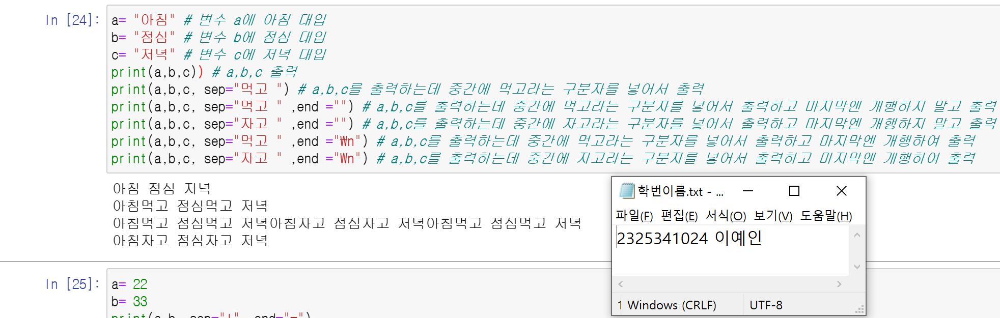 In [24]:
a= "아침" # 변수 a에 아침 대입
b= "점심" # 변수 b에 점심 대입
c= "저녁" # 변수 c에 저녁 대입
print(a,b,c)) # a,b,c 출력
print(a,b,c, sep="먹고 ") # a,b,c를 출력하는데 중간에 먹고라는 구분자를 넣어서 출력
print(a,b,c, sep="먹고 " ,end ="") # a,b,c를 출력하는데 중간에 먹고라는 구분자를 넣어서 출력하고 마지막엔 개행하지 말고 출력
print(a,b,c, sep="자고 " ,end ="") # a,b,c를 출력하는데 중간에 자고라는 구분자를 넣어서 출력하고 마지막엔 개행하지 말고 출력
print(a,b,c, sep="먹고 " ,end ="₩n") # a,b,c를 출력하는데 중간에 먹고라는 구분자를 넣어서 출력하고 마지막엔 개행하여 출력
print(a,b,c, sep="자고 " ,end ="₩n") # a,b,c를 출력하는데 중간에 자고라는 구분자를 넣어서 출력하고 마지막엔 개행하여 출력
아침 점심 저녁
아침먹고 점심먹고 저녁
아침먹고 점심먹고 저녁아침자고 점심자고 저녁아침먹고 점심먹고 저녁
아침자고 점심자고 저녁
학번이름.txt - ...
파일(F) 편집(E) 서식(O) 보기(V) 도움말(H)
2325341024 이예인
1 Windows (CRLF) UTF-8
In [25]:
a= 22
b= 33
print(a,b, sep="!", end="=")